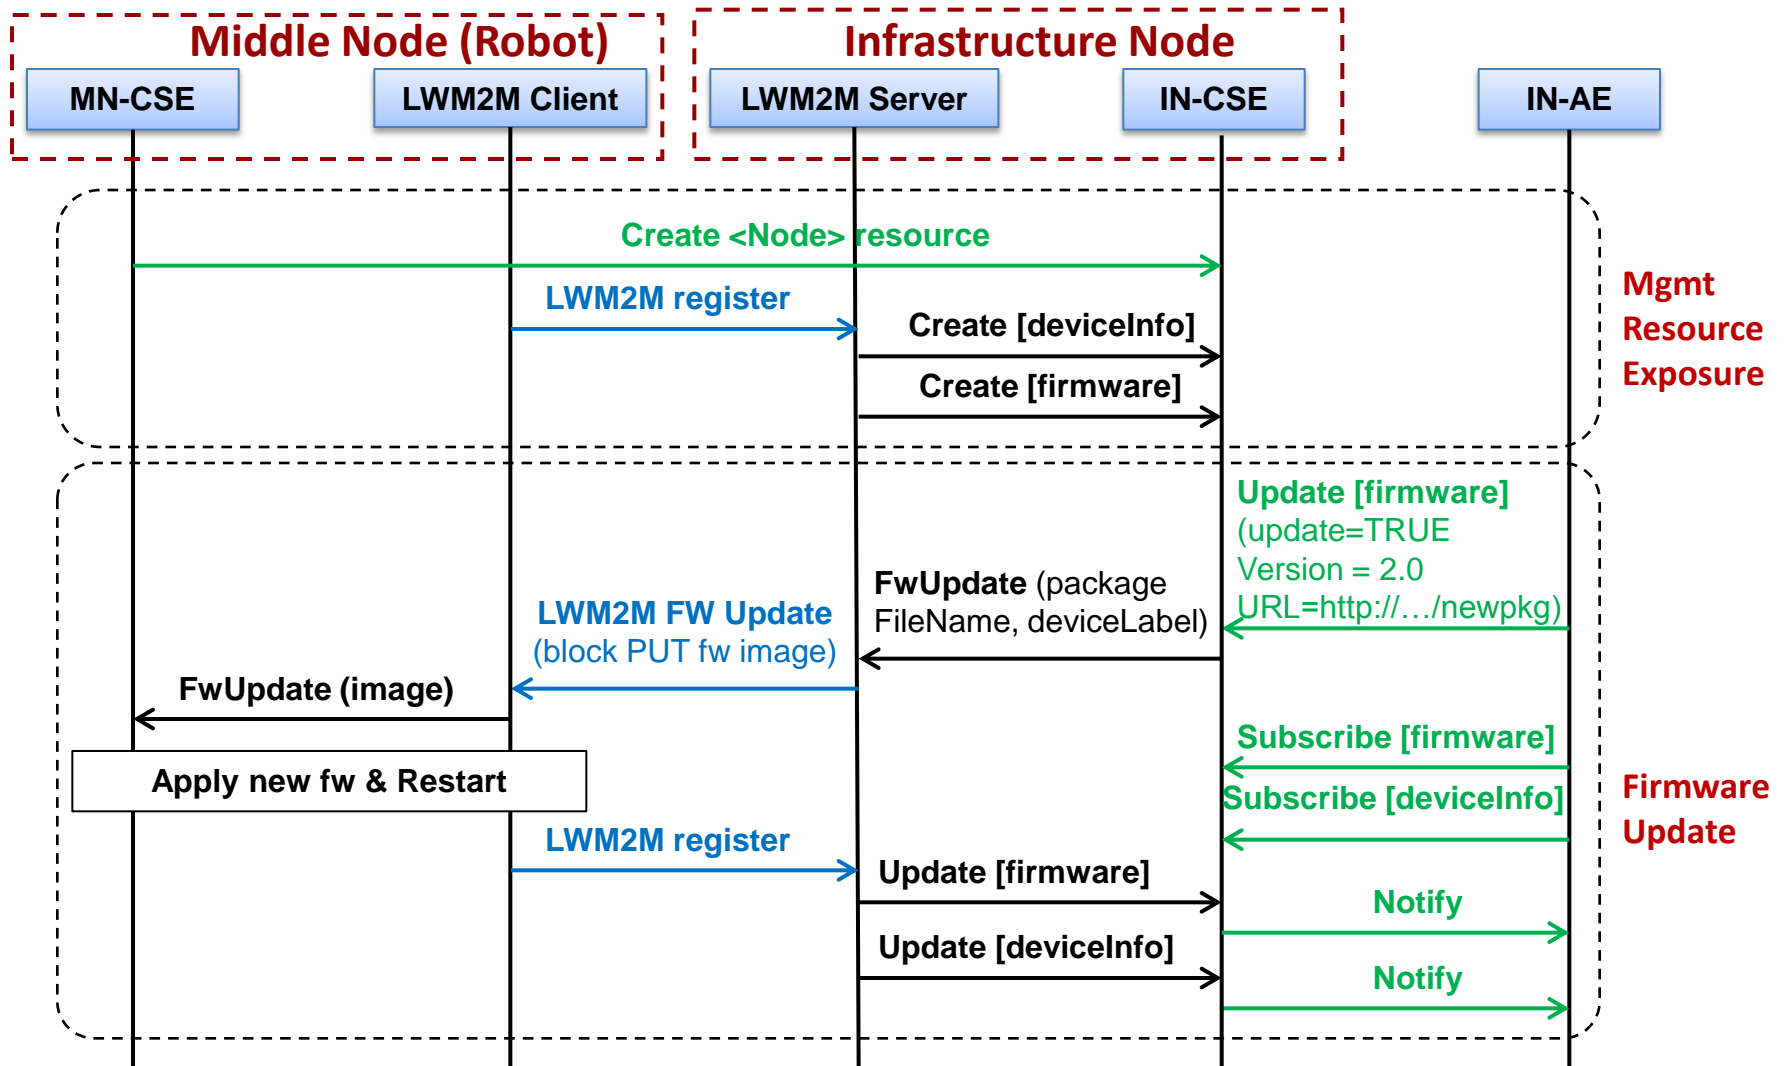 Middle Node (Robot)
Infrastructure Node
MN-CSE
LWM2M Client
LWM2M Server
IN-CSE
IN-AE
Create <Node> resource
LWM2M register
Create [deviceInfo]
Create [firmware]
Mgmt
Resource
Exposure
Update [firmware]
(update=TRUE
Version = 2.0
URL=http://…/newpkg)
FwUpdate (package
FileName, deviceLabel)
LWM2M FW Update
(block PUT fw image)
FwUpdate (image)
Subscribe [firmware]
Apply new fw & Restart
Subscribe [deviceInfo]
Firmware
Update
LWM2M register
Update [firmware]
Notify
Update [deviceInfo]
Notify